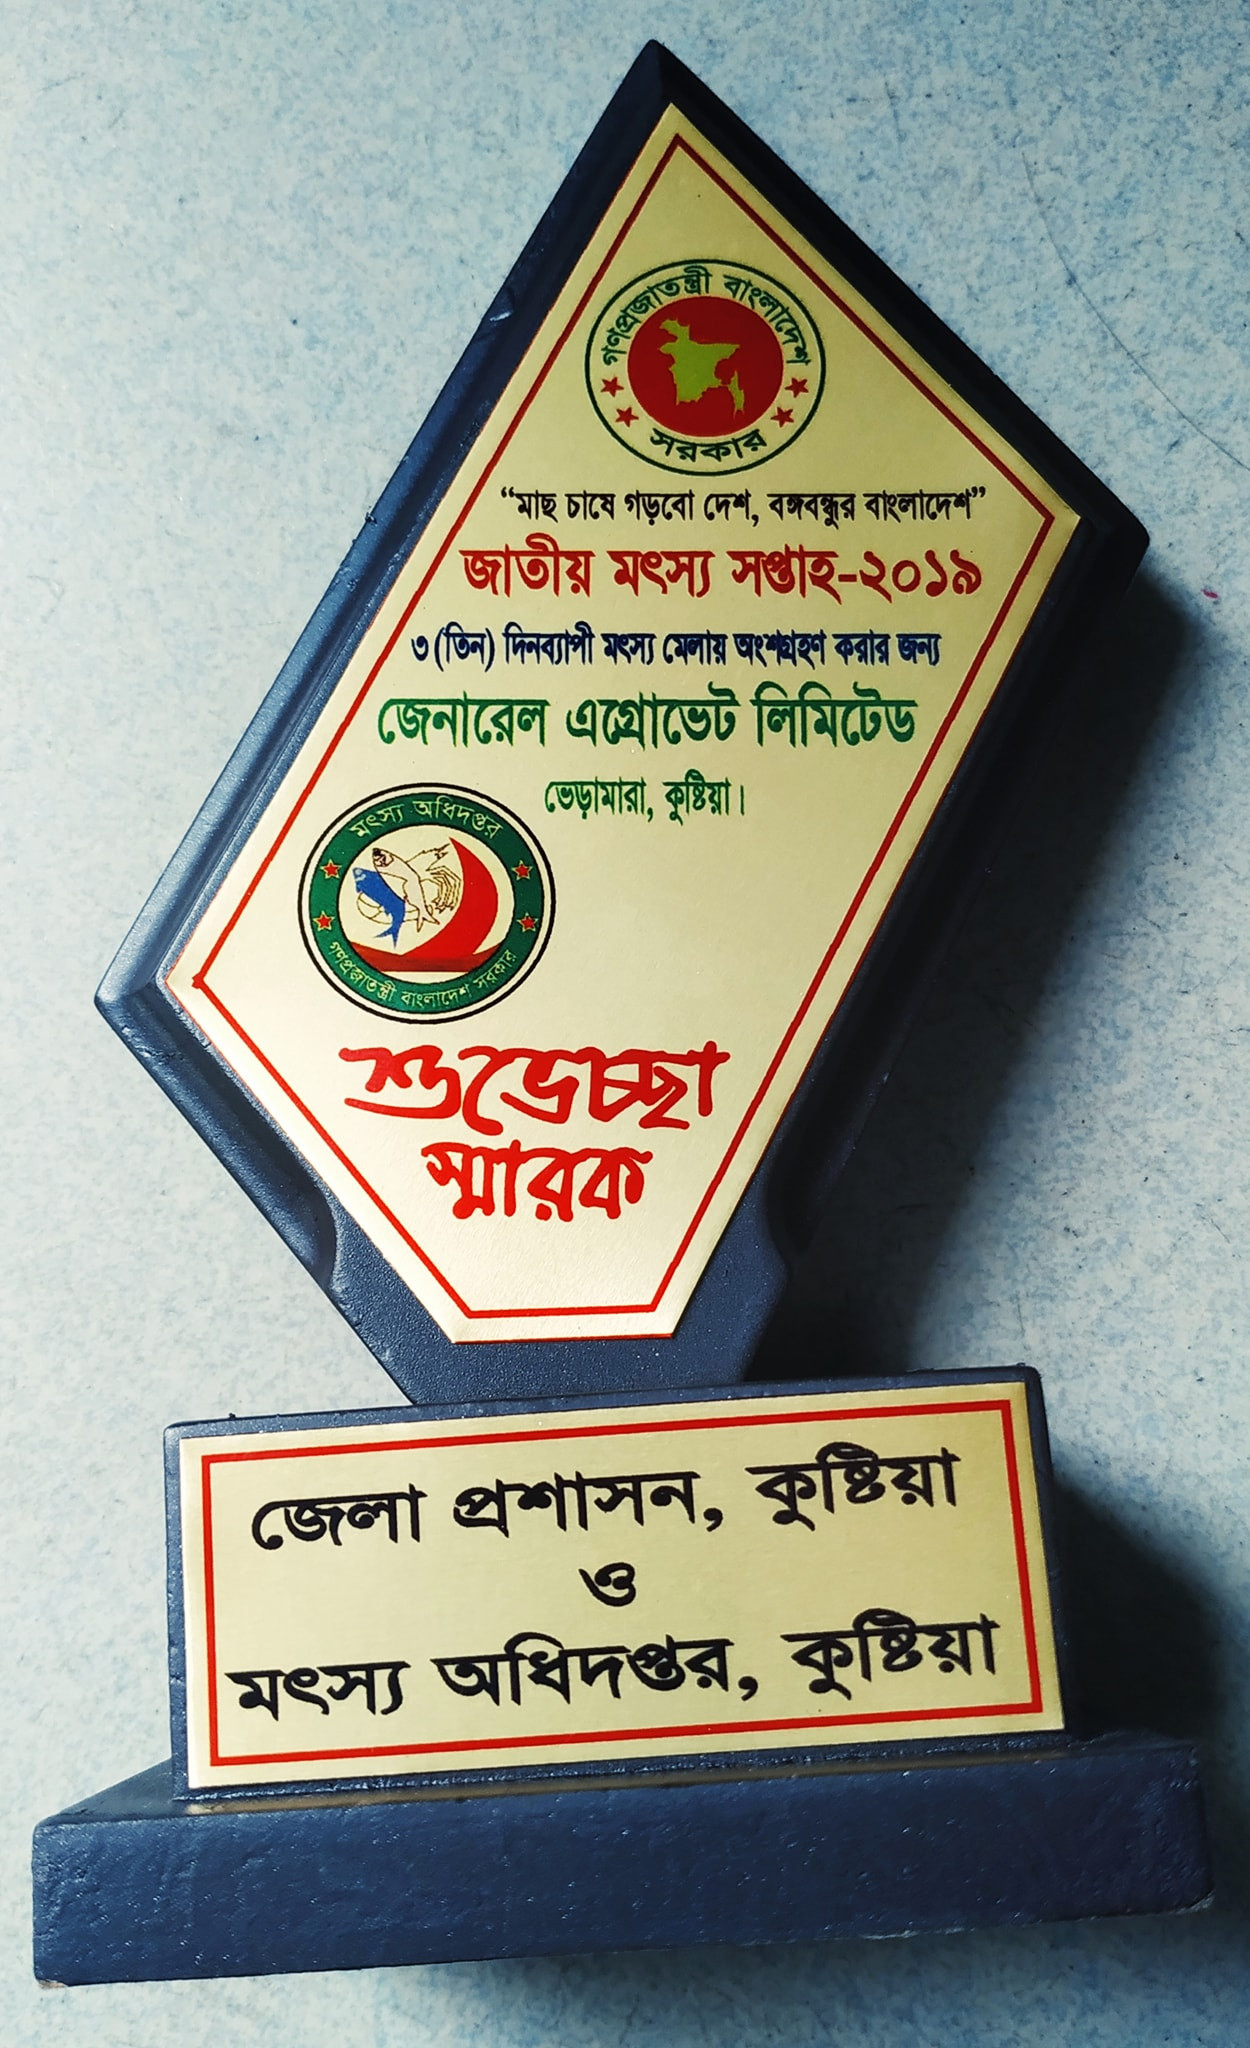 গণপ্রজাতন্ত্রী বাংলাদেশ
সরকার
“মাছ চাষে গড়বো দেশ, বঙ্গবন্ধুর বাংলাদেশ”
জাতীয় মৎস্য সপ্তাহ-২০১৯
৩ (তিন) দিনব্যাপী মৎস্য মেলায় অংশগ্রহণ করার জন্য
জেনারেল এগ্রোভেট লিমিটেড
ভেড়ামারা, কুষ্টিয়া।
মৎস্য অধিদপ্তর
গণপ্রজাতন্ত্রী বাংলাদেশ সরকার
শুভেচ্ছা
স্মারক
জেলা প্রশাসন, কুষ্টিয়া
ও
মৎস্য অধিদপ্তর, কুষ্টিয়া